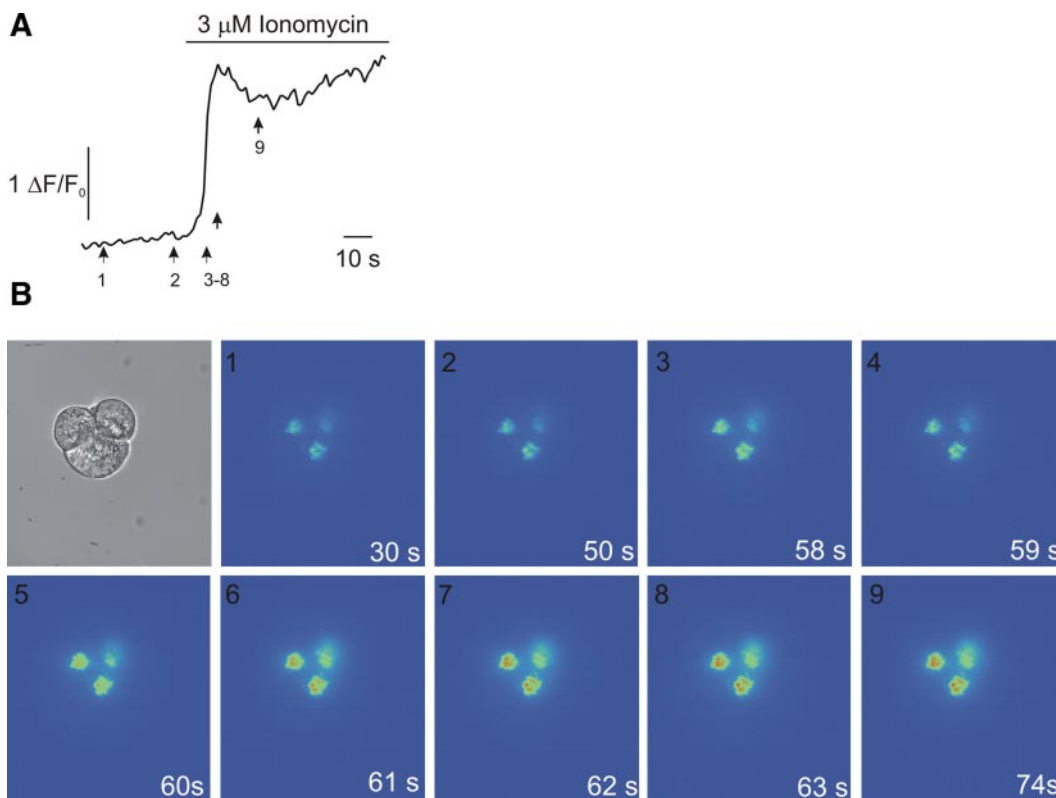 A
3 μM Ionomycin
9
1 ΔF/F₀
10 s
1 2 3-8
B
1 2 3 4
30 s 50 s 58 s 59 s
5 6 7 8 9
60s 61 s 62 s 63 s 74s